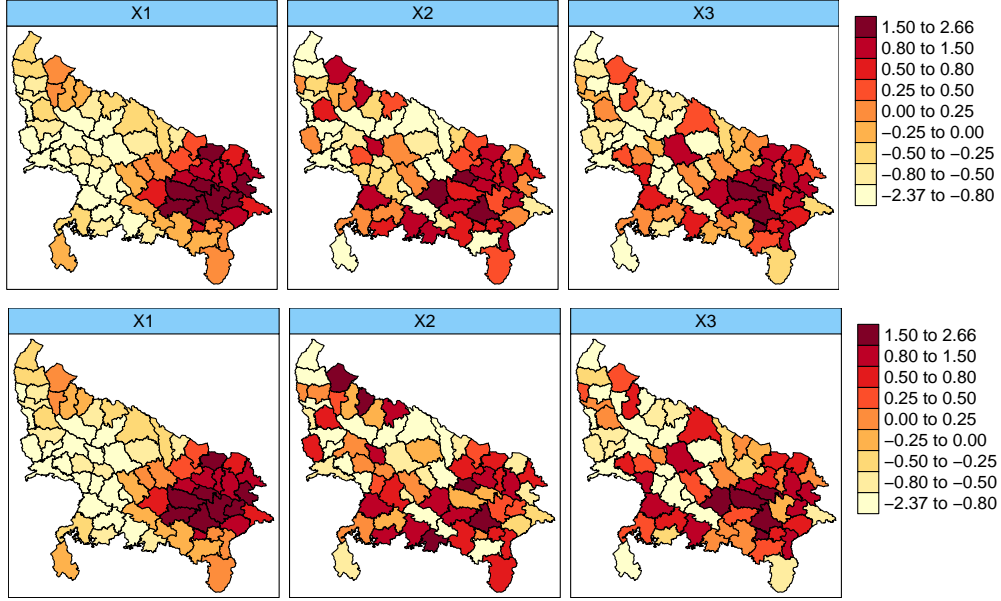 X1
X2
X3
1.50 to 2.66
0.80 to 1.50
0.50 to 0.80
0.25 to 0.50
0.00 to 0.25
−0.25 to 0.00
−0.50 to −0.25
−0.80 to −0.50
−2.37 to −0.80
X1
X2
X3
1.50 to 2.66
0.80 to 1.50
0.50 to 0.80
0.25 to 0.50
0.00 to 0.25
−0.25 to 0.00
−0.50 to −0.25
−0.80 to −0.50
−2.37 to −0.80